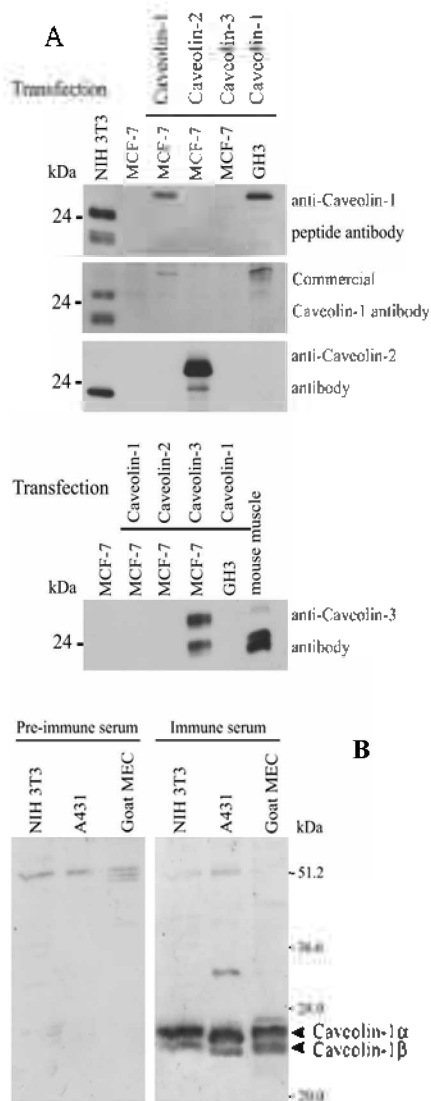 A
Transfection
Caveolin-1
Caveolin-2
Caveolin-3
Caveolin-1
NIH 3T3
MCF-7
MCF-7
MCF-7
MCF-7
GH3
kDa
24
anti-Caveolin-1
peptide antibody
24
Commercial
Caveolin-1 antibody
24
anti-Caveolin-2
antibody
Transfection
Caveolin-1
Caveolin-2
Caveolin-3
Caveolin-1
MCF-7
MCF-7
MCF-7
MCF-7
GH3
mouse muscle
kDa
24
anti-Caveolin-3
antibody
Pre-immune serum
Immune serum
B
NIH 3T3
A431
Goat MEC
NIH 3T3
A431
Goat MEC
kDa
51.2
28.0
Caveolin-1α
Caveolin-1β
20.0